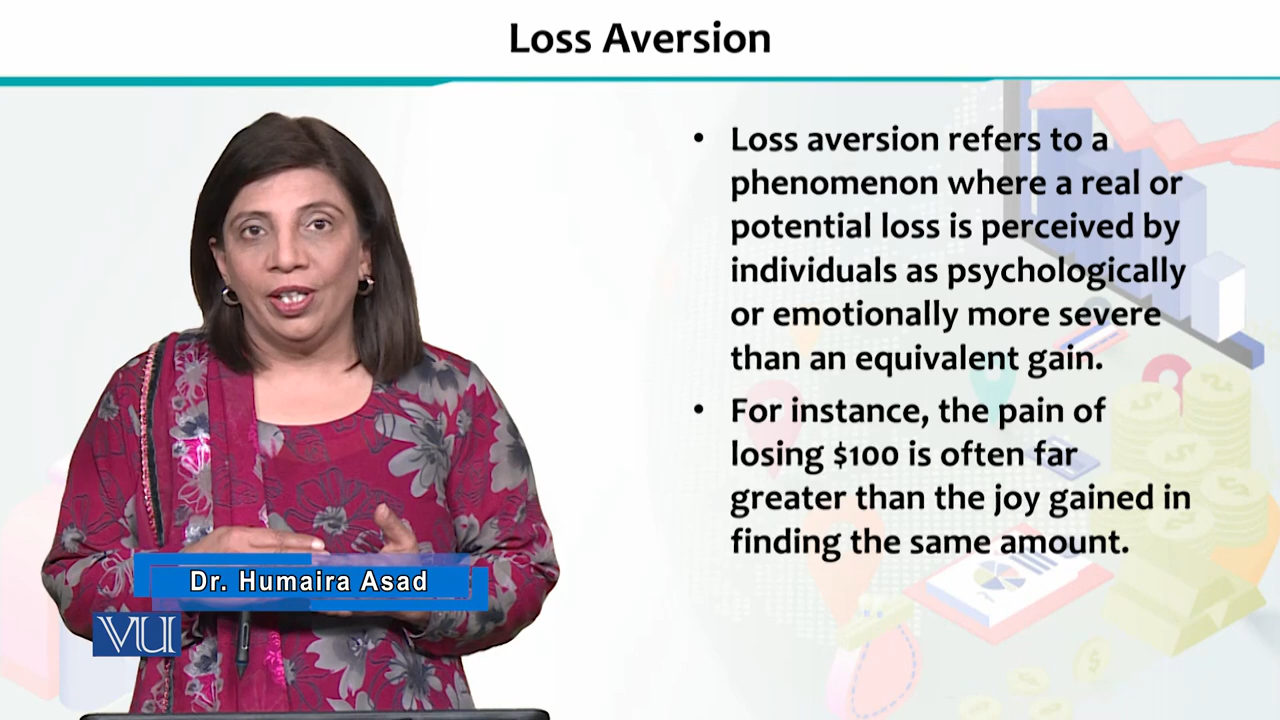 Loss Aversion
• Loss aversion refers to a
phenomenon where a real or
potential loss is perceived by
individuals as psychologically
or emotionally more severe
than an equivalent gain.
• For instance, the pain of
losing $100 is often far
greater than the joy gained in
finding the same amount.
Dr. Humaira Asad
VU